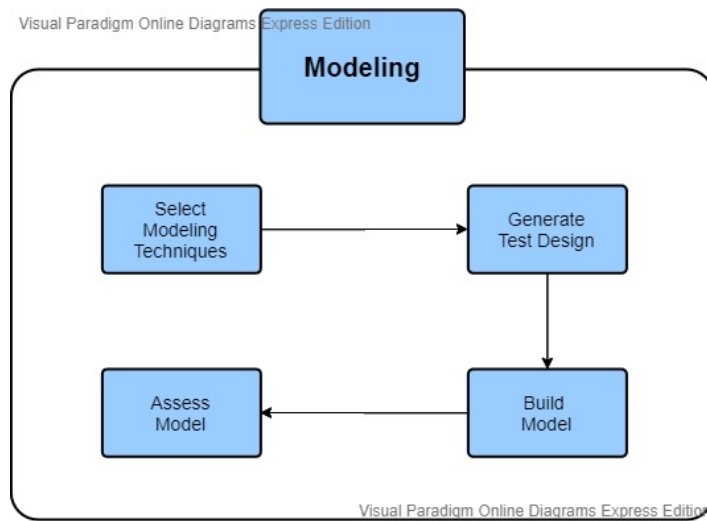 Visual Paradigm Online Diagrams Express Edition
Modeling
Select
Modeling
Techniques
Generate
Test Design
Assess
Model
Build
Model
Visual Paradigm Online Diagrams Express Edition